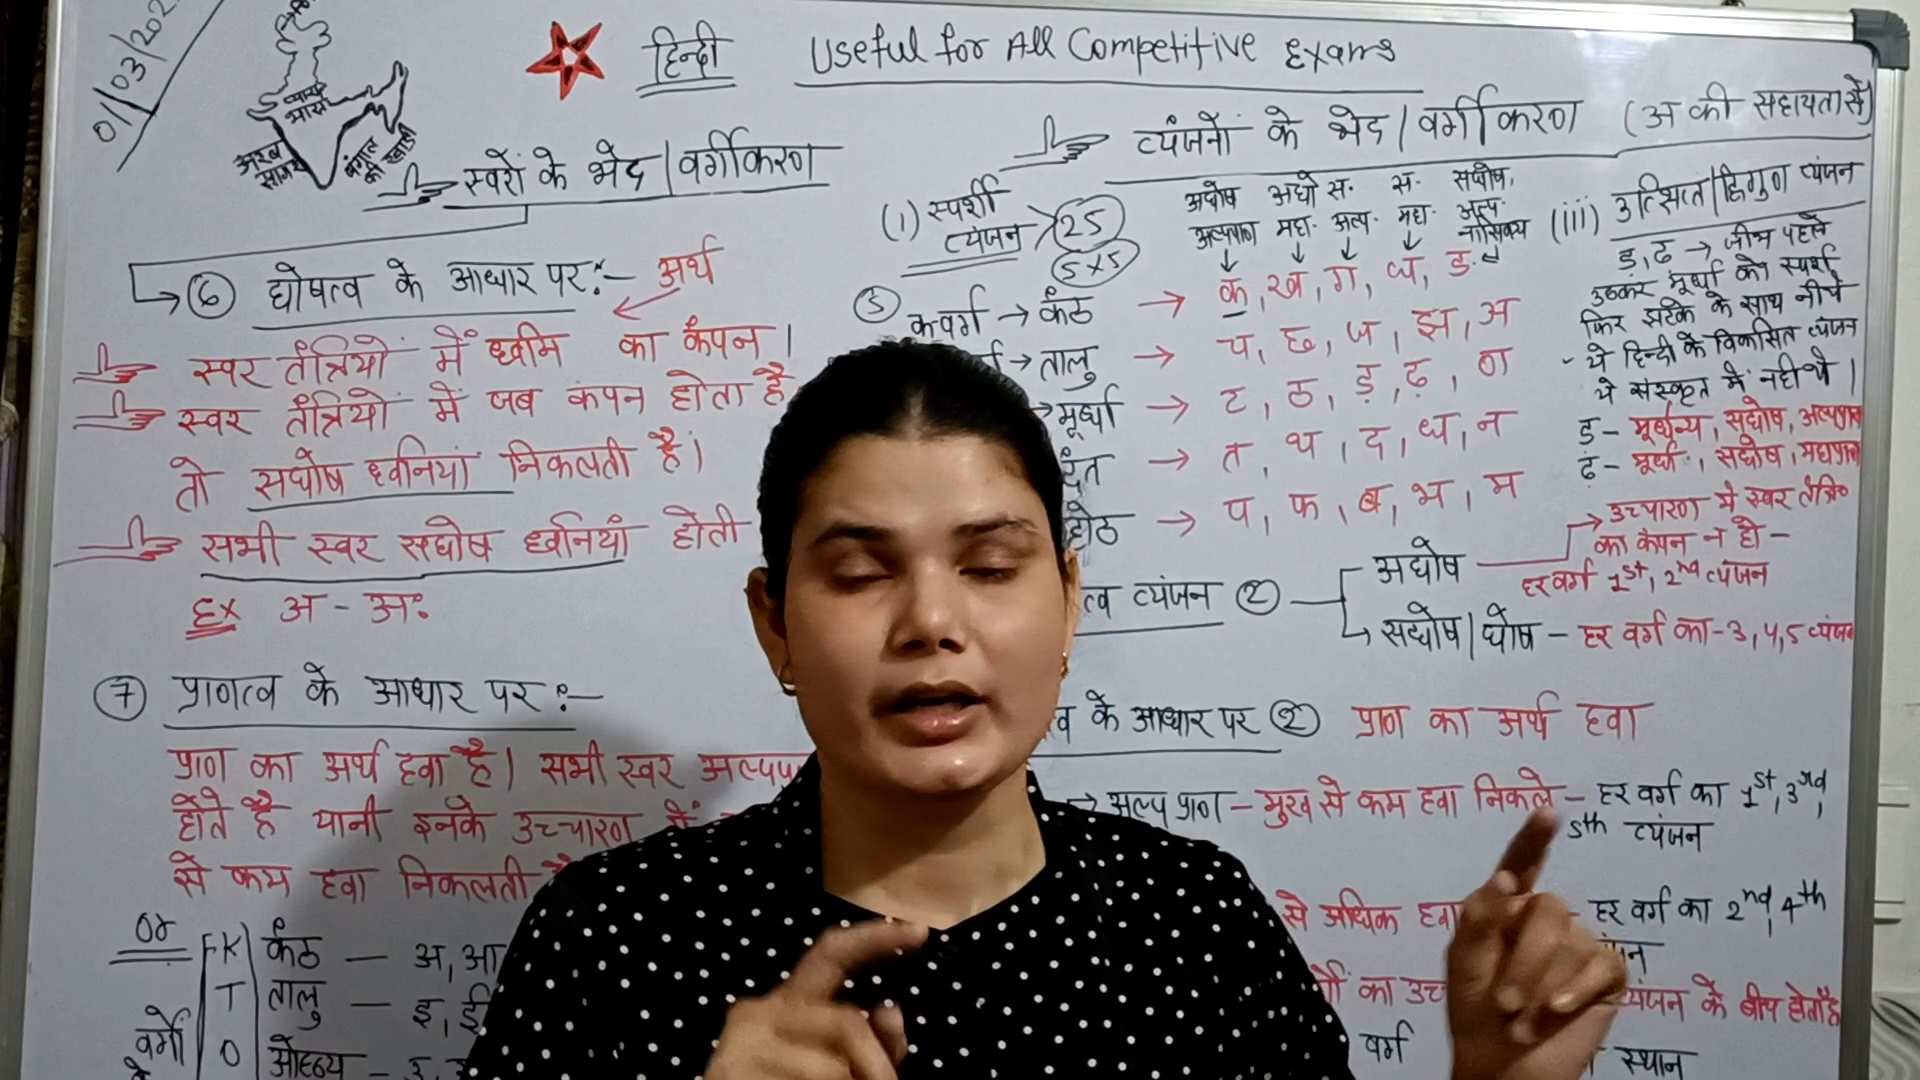 01/03/202
हिन्दी Useful for All Competitive Exams
प्यारा भारत
अरब सागर
बंगाल की खाड़ी
स्वरों के भेद | वर्गीकरण
→ ⑥ घोषत्व के आधार पर :- अर्थ
स्वर तंत्रियों में ध्वनि का कंपन।
स्वर तंत्रियों में जब कंपन होता है
तो सघोष ध्वनियां निकलती है।
सभी स्वर सघोष ध्वनियां होती
Ex अ - अः
⑦ प्राणत्व के आधार पर :-
प्राण का अर्थ हवा है। सभी स्वर अल्पप्रा
होते है यानी इनके उच्चारण में
से कम हवा निकलती है
or
वर्गों
K कंठ — अ, आ
T तालु — इ, ई
O ओष्ठ्य —
व्यंजनों के भेद | वर्गीकरण (अ की सहायता से)
(i) स्पर्शी व्यंजन → 25
5×5
अघोष अघो स. स. सघोष.
अल्पप्राण महा. अल्प. महा. अल्प. नासिक्य
⑤ क वर्ग → कंठ → क, ख, ग, घ, ङ
→ तालु → च, छ, ज, झ, ञ
→ मूर्ध्धा → ट, ठ, ड़, ढ़, ण
दंत → त, थ, द, ध, न
होठ → प, फ, ब, भ, म
(iii) उत्क्षिप्त | द्विगुण व्यंजन
ड़, ढ़ → जीभ पहले
उठकर मूर्ध्धा को स्पर्श,
फिर झटके के साथ नीचे
- ये हिन्दी के विकसित व्यंजन
ये संस्कृत में नही थे।
ड़ - मूर्धन्य, सघोष, अल्पप्राण
ढ़ - मूर्ध्धा, सघोष, महाप्राण
त्व व्यंजन ②
अघोष → उच्चारण में स्वर तंत्रि॰
का कंपन न हो -
हर वर्ग 1st, 2nd व्यंजन
→ सघोष | घोष - हर वर्ग का - 3, 4, 5 व्यंजन
त्व के आधार पर ② प्राण का अर्थ हवा
→ अल्प प्राण - मुख से कम हवा निकले - हर वर्ग का 1st, 3rd,
5th व्यंजन
से अधिक हवा - हर वर्ग का 2nd, 4th
का उच्च
व्यंजन के बीच होता है
वर्ग स्थान